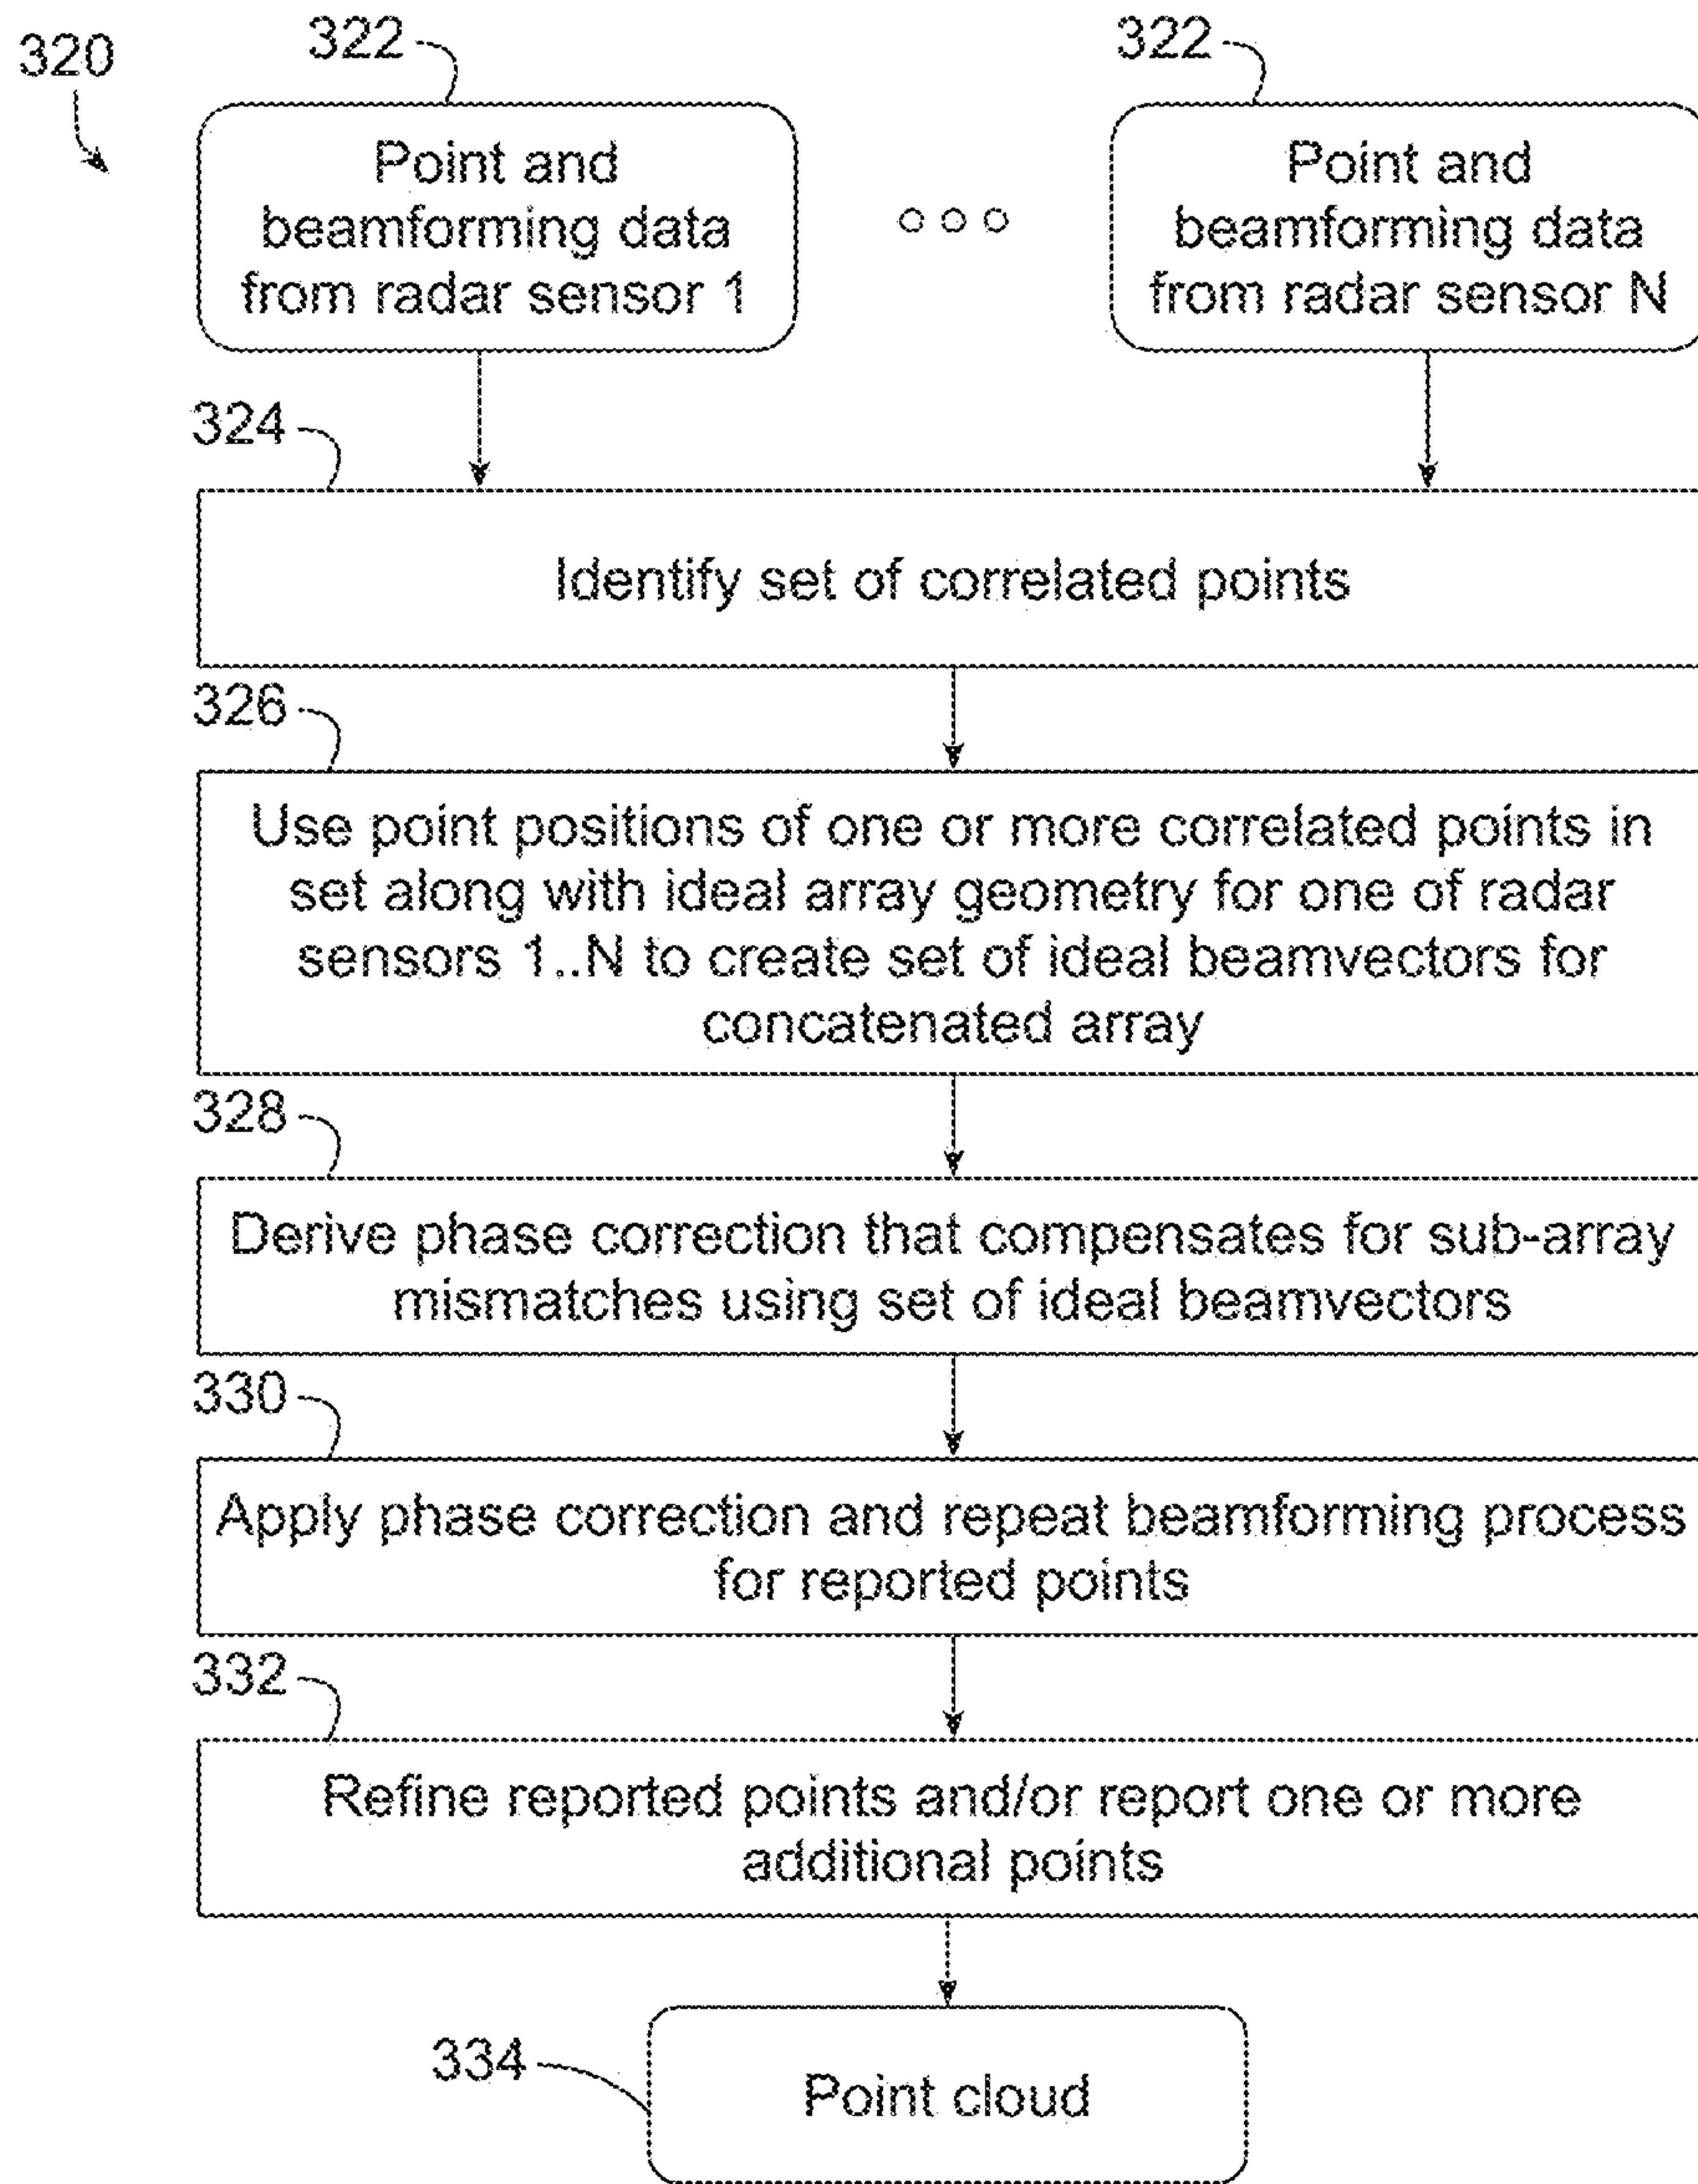 320
322
322
Point and
beamforming data
from radar sensor 1
Point and
beamforming data
from radar sensor N
324
Identify set of correlated points
326
Use point positions of one or more correlated points in
set along with ideal array geometry for one of radar
sensors 1..N to create set of ideal beamvectors for
concatenated array
328
Derive phase correction that compensates for sub-array
mismatches using set of ideal beamvectors
330
Apply phase correction and repeat beamforming process
for reported points
332
Refine reported points and/or report one or more
additional points
334
Point cloud